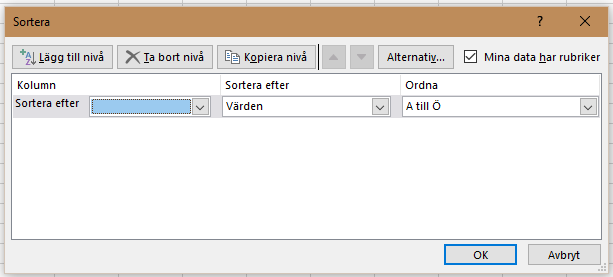 Sortera
Lägg till nivå Ta bort nivå Kopiera nivå Alternativ... Mina data har rubriker
Kolumn Sortera efter Ordna
Sortera efter Värden A till Ö
OK Avbryt